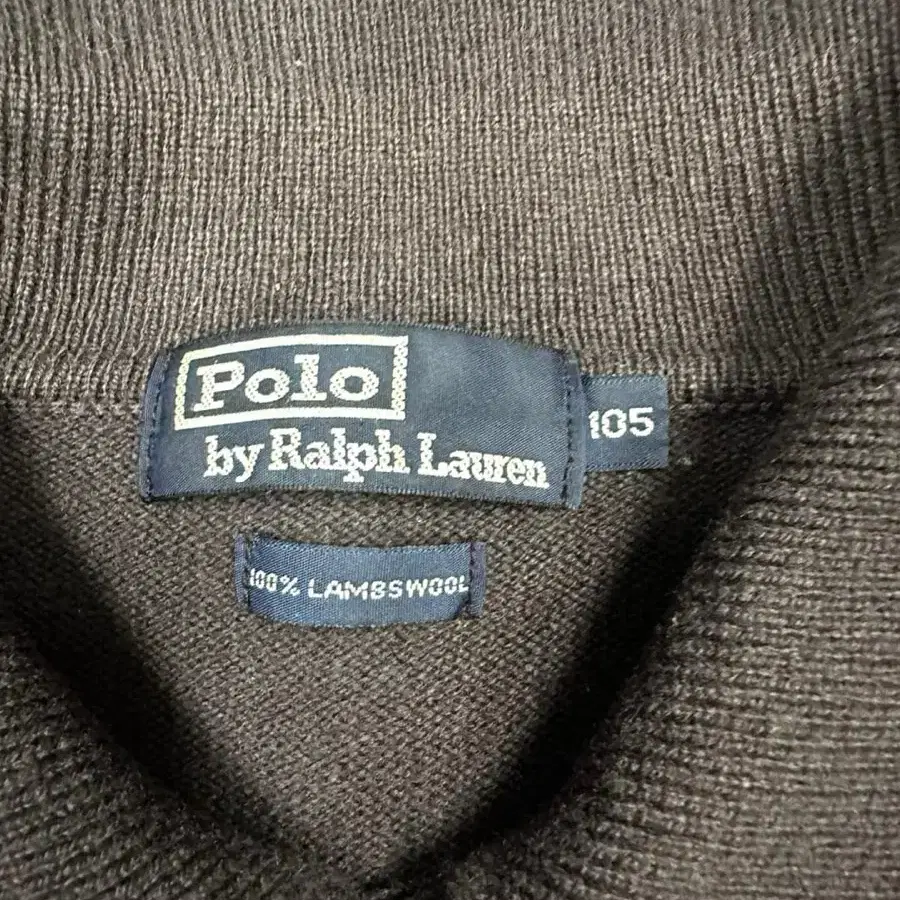 Polo
by Ralph Lauren
105
100% LAMBSWOOL